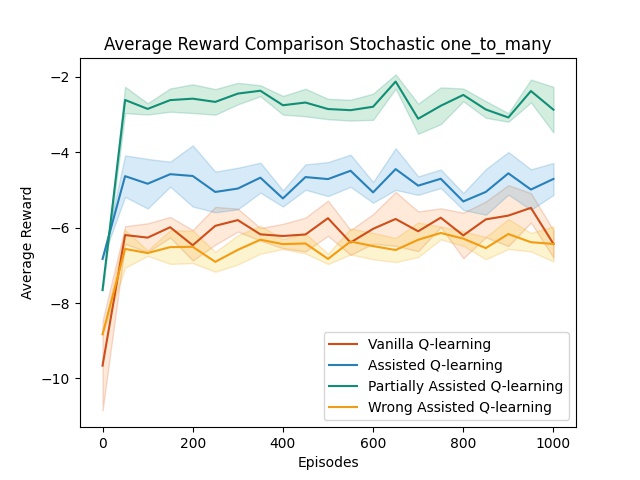 Average Reward Comparison Stochastic one_to_many
Average Reward
−2
−4
−6
−8
−10
Vanilla Q-learning
Assisted Q-learning
Partially Assisted Q-learning
Wrong Assisted Q-learning
0 200 400 600 800 1000
Episodes